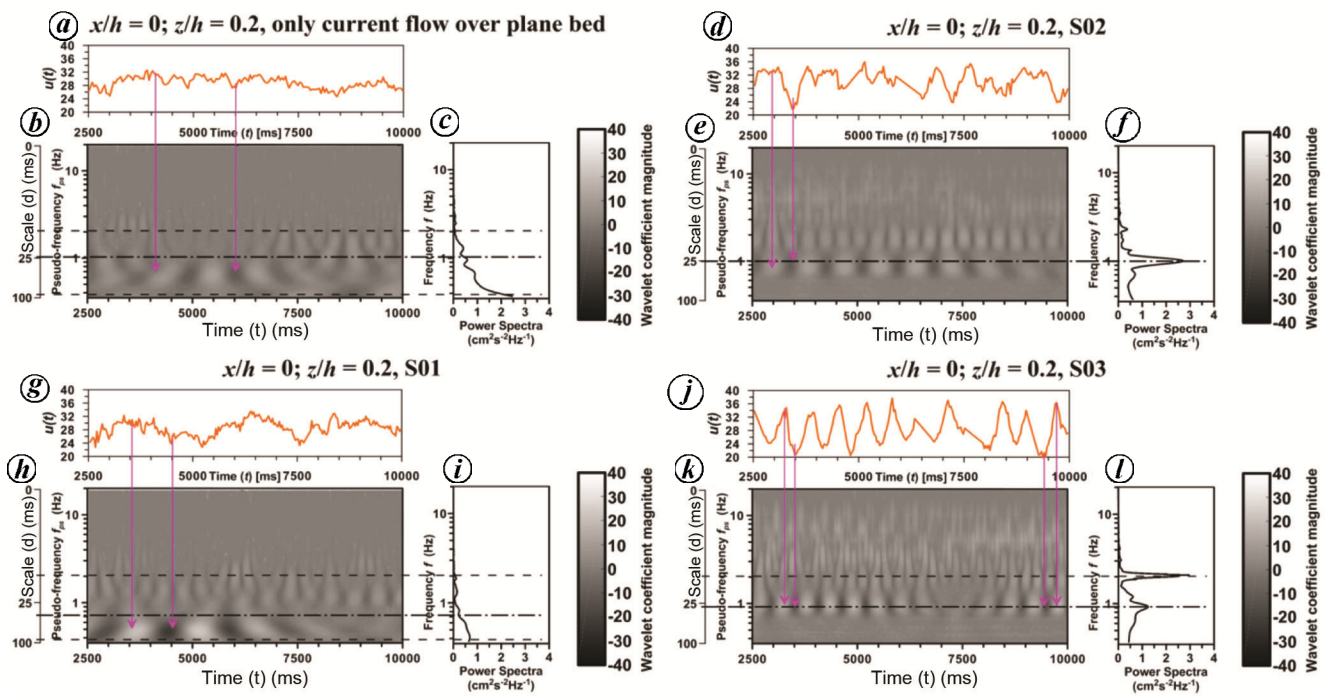 a x/h = 0; z/h = 0.2, only current flow over plane bed
u(t)
40
36
32
28
24
20
2500 5000 Time (t) [ms] 7500 10000
b
c
Scale (d) (ms)
0
25
100
Pseudo-frequency fps (Hz)
10
1
2500 5000 7500 10000
Time (t) (ms)
Frequency f (Hz)
0 1 2 3 4
Power Spectra
(cm²s⁻²Hz⁻¹)
40
30
20
10
0
-10
-20
-30
-40
Wavelet coefficient magnitude
d x/h = 0; z/h = 0.2, S02
u(t)
40
36
32
28
24
20
2500 5000 Time (t) [ms] 7500 10000
e
f
Scale (d) (ms)
0
25
100
Pseudo-frequency fps (Hz)
10
1
2500 5000 7500 10000
Time (t) (ms)
Frequency f (Hz)
0 1 2 3 4
Power Spectra
(cm²s⁻²Hz⁻¹)
40
30
20
10
0
-10
-20
-30
-40
Wavelet coefficient magnitude
g x/h = 0; z/h = 0.2, S01
u(t)
40
36
32
28
24
20
2500 5000 Time (t) [ms] 7500 10000
h
i
Scale (d) (ms)
0
25
100
Pseudo-frequency fps (Hz)
10
1
2500 5000 7500 10000
Time (t) (ms)
Frequency f (Hz)
0 1 2 3 4
Power Spectra
(cm²s⁻²Hz⁻¹)
40
30
20
10
0
-10
-20
-30
-40
Wavelet coefficient magnitude
j x/h = 0; z/h = 0.2, S03
u(t)
40
36
32
28
24
20
2500 5000 Time (t) [ms] 7500 10000
k
l
Scale (d) (ms)
0
25
100
Pseudo-frequency fps (Hz)
10
1
2500 5000 7500 10000
Time (t) (ms)
Frequency f (Hz)
0 1 2 3 4
Power Spectra
(cm²s⁻²Hz⁻¹)
40
30
20
10
0
-10
-20
-30
-40
Wavelet coefficient magnitude